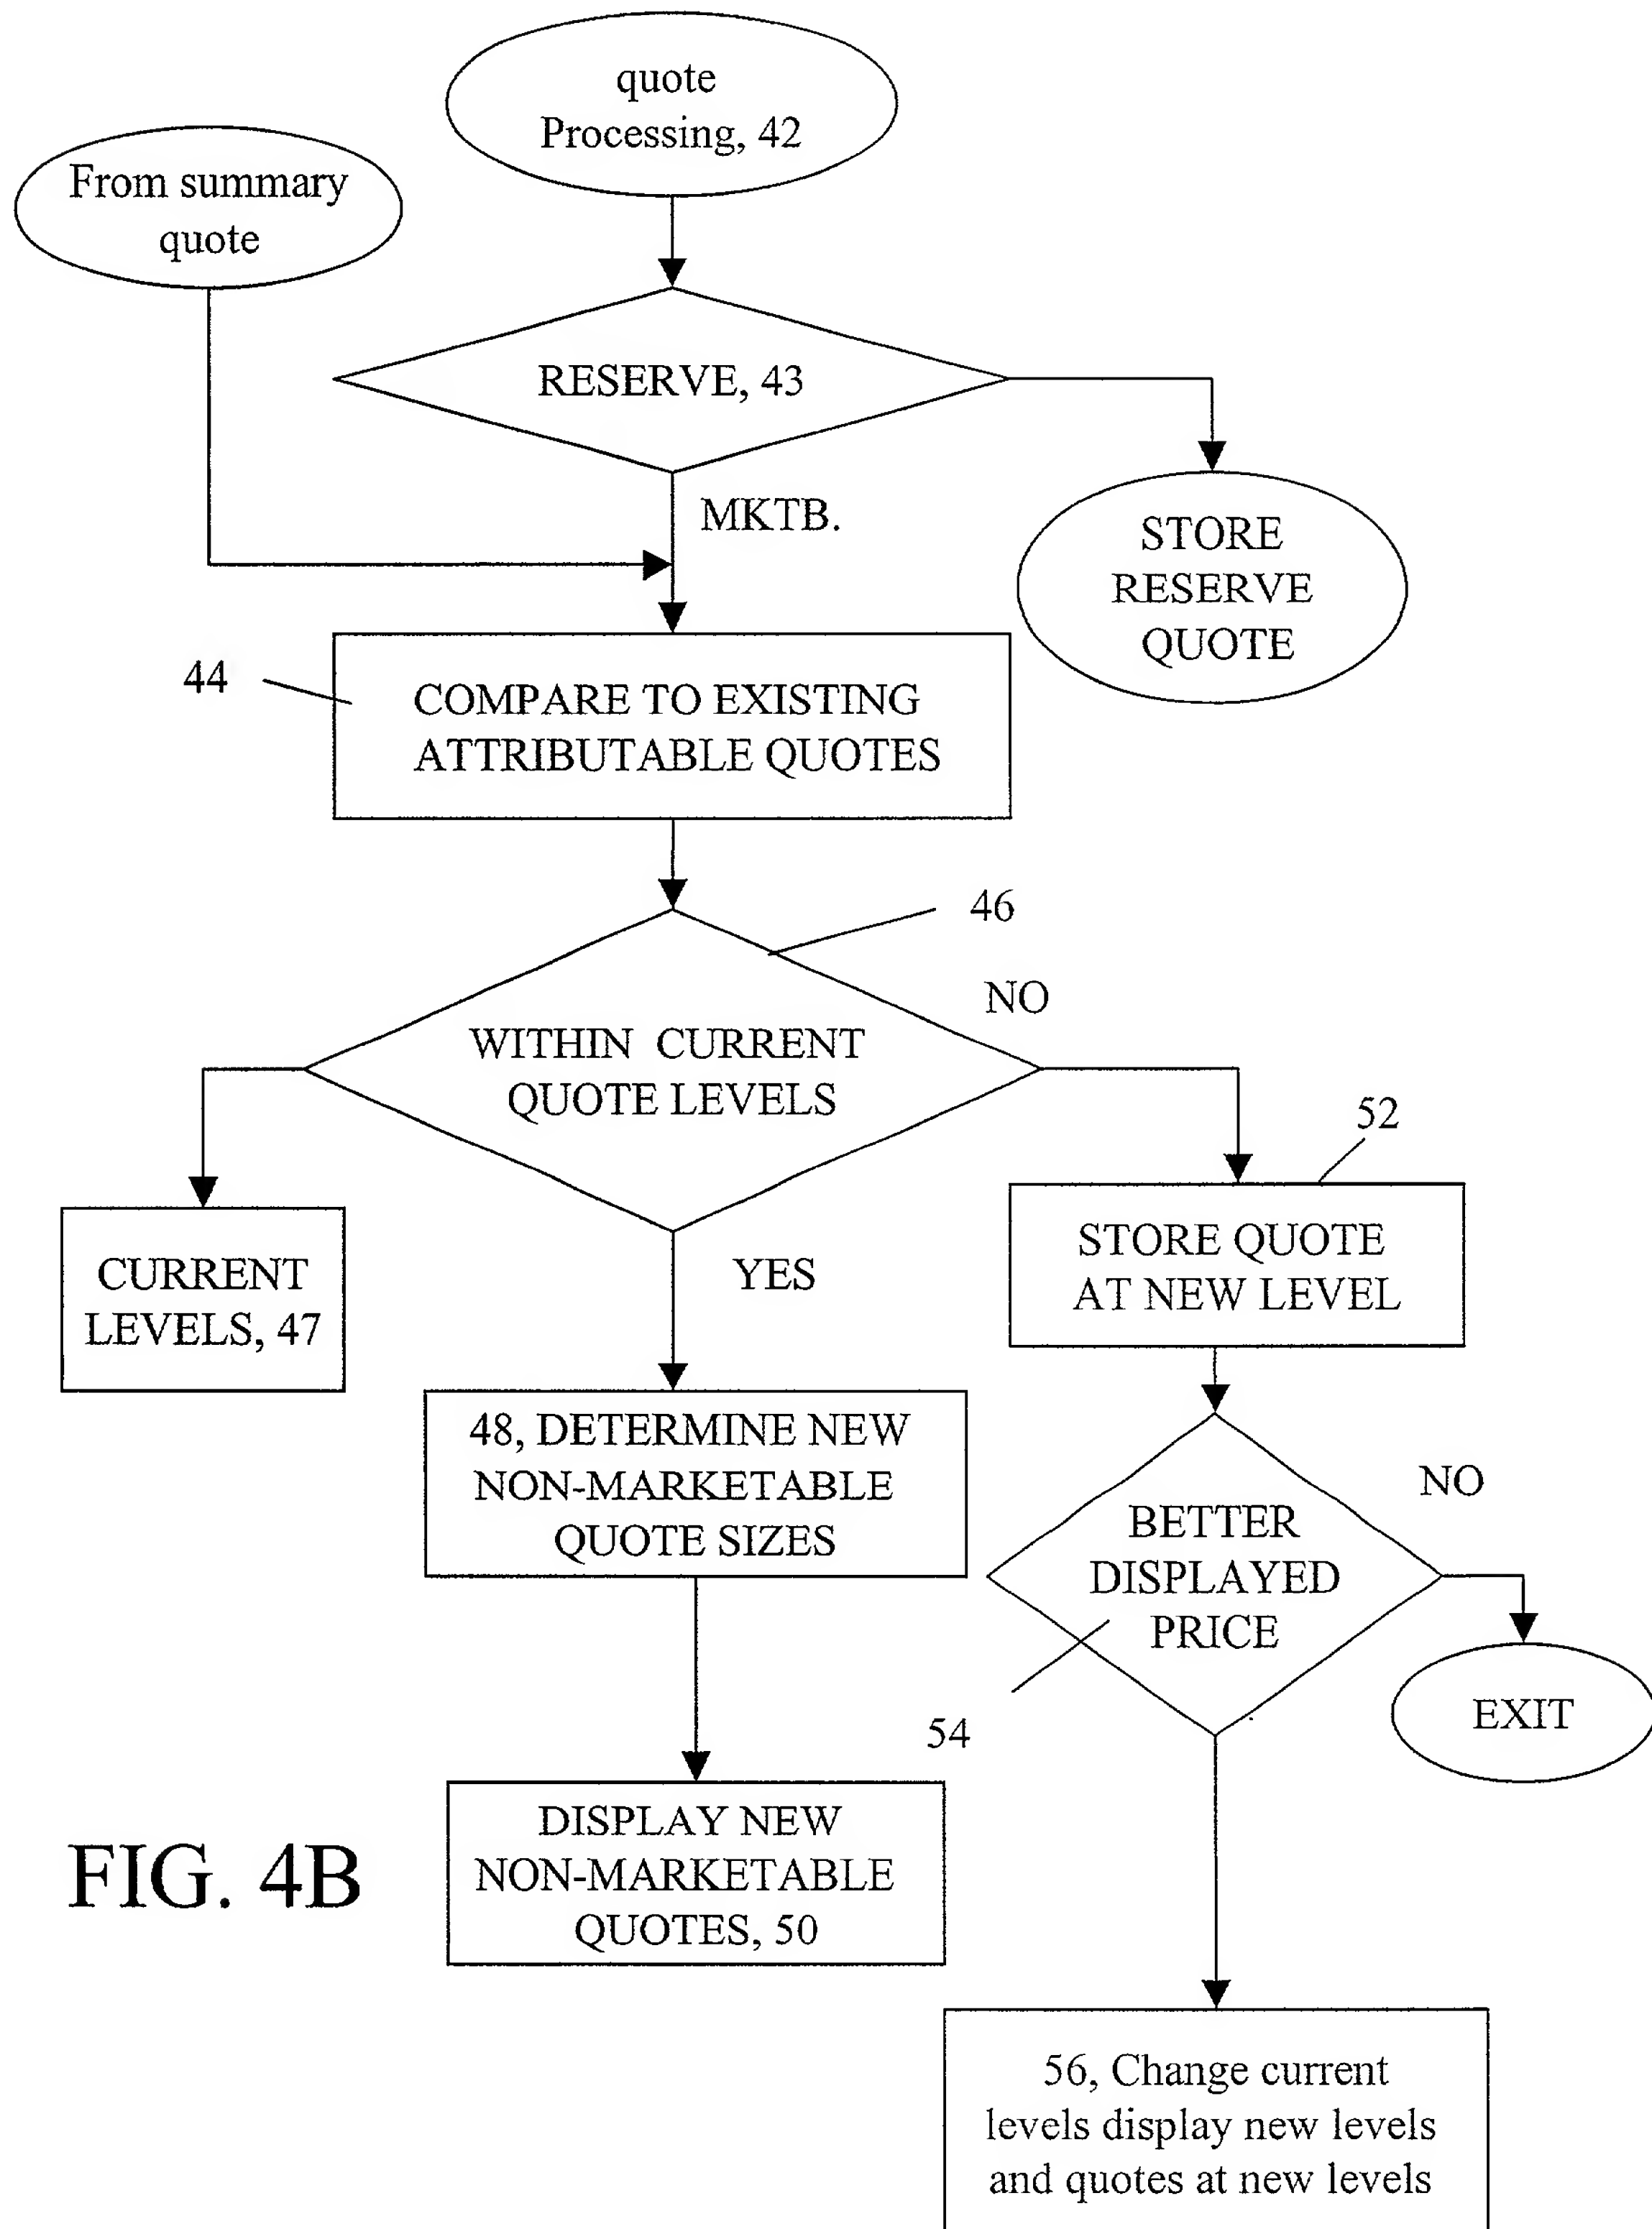 quote
Processing, 42
From summary
quote
RESERVE, 43
MKTB.
STORE
RESERVE
QUOTE
44
COMPARE TO EXISTING
ATTRIBUTABLE QUOTES
46
NO
WITHIN CURRENT
QUOTE LEVELS
52
CURRENT
LEVELS, 47
YES
STORE QUOTE
AT NEW LEVEL
48, DETERMINE NEW
NON-MARKETABLE
QUOTE SIZES
NO
BETTER
DISPLAYED
PRICE
54
EXIT
DISPLAY NEW
NON-MARKETABLE
QUOTES, 50
FIG. 4B
56, Change current
levels display new levels
and quotes at new levels